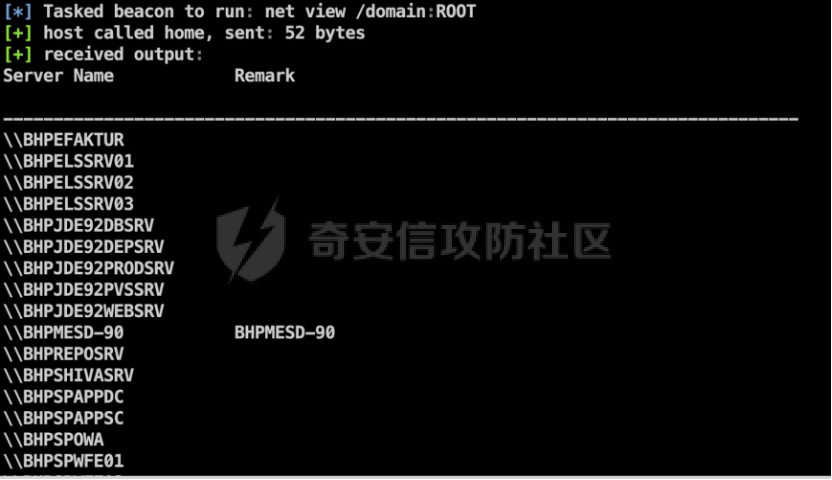 [*] Tasked beacon to run: net view /domain:ROOT
[+] host called home, sent: 52 bytes
[+] received output:
Server Name Remark
-------------------------------------------------------------------------------
\\BHPEFAKTUR
\\BHPELSSRV01
\\BHPELSSRV02
\\BHPELSSRV03
\\BHPJDE92DBSRV
\\BHPJDE92DEPSRV
\\BHPJDE92PRODSRV
\\BHPJDE92PVSSRV
\\BHPJDE92WEBSRV
\\BHPMESD-90 BHPMESD-90
\\BHPREPOSRV
\\BHPSHIVASRV
\\BHPSPAPPDC
\\BHPSPAPPSC
\\BHPSPOWA
\\BHPSPWFE01
奇安信攻防社区